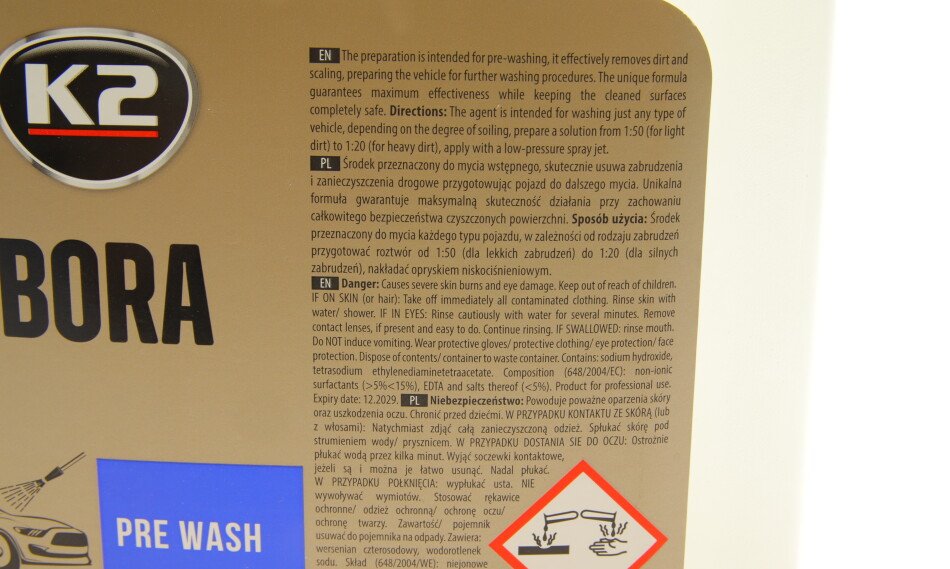 K2
BORA
PRE WASH
EN The preparation is intended for pre-washing, it effectively removes dirt and
scaling, preparing the vehicle for further washing procedures. The unique formula
guarantees maximum effectiveness while keeping the cleaned surfaces
completely safe. Directions: The agent is intended for washing just any type of
vehicle, depending on the degree of soiling, prepare a solution from 1:50 (for light
dirt) to 1:20 (for heavy dirt), apply with a low-pressure spray jet.
PL Środek przeznaczony do mycia wstępnego, skutecznie usuwa zabrudzenia
i zanieczyszczenia drogowe przygotowując pojazd do dalszego mycia. Unikalna
formuła gwarantuje maksymalną skuteczność działania przy zachowaniu
całkowitego bezpieczeństwa czyszczonych powierzchni. Sposób użycia: Środek
przeznaczony do mycia każdego typu pojazdu, w zależności od rodzaju zabrudzeń
przygotować roztwór od 1:50 (dla lekkich zabrudzeń) do 1:20 (dla silnych
zabrudzeń), nakładać opryskiem niskociśnieniowym.
EN Danger: Causes severe skin burns and eye damage. Keep out of reach of children.
IF ON SKIN (or hair): Take off immediately all contaminated clothing. Rinse skin with
water/ shower. IF IN EYES: Rinse cautiously with water for several minutes. Remove
contact lenses, if present and easy to do. Continue rinsing. IF SWALLOWED: rinse mouth.
Do NOT induce vomiting. Wear protective gloves/ protective clothing/ eye protection/ face
protection. Dispose of contents/ container to waste container. Contains: sodium hydroxide,
tetrasodium ethylenediaminetetraacetate. Composition (648/2004/EC): non-ionic
surfactants (>5%<15%), EDTA and salts thereof (<5%). Product for professional use.
Expiry date: 12.2029. PL Niebezpieczeństwo: Powoduje poważne oparzenia skóry
oraz uszkodzenia oczu. Chronić przed dziećmi. W PRZYPADKU KONTAKTU ZE SKÓRĄ (lub
z włosami): Natychmiast zdjąć całą zanieczyszczoną odzież. Spłukać skórę pod
strumieniem wody/ prysznicem. W PRZYPADKU DOSTANIA SIE DO OCZU: Ostrożnie
płukać wodą przez kilka minut. Wyjąć soczewki kontaktowe,
jeżeli są i można je łatwo usunąć. Nadal płukać.
W PRZYPADKU POŁKNIĘCIA: wypłukać usta. NIE
wywoływać wymiotów. Stosować rękawice
ochronne/ odzież ochronną/ ochronę oczu/
ochronę twarzy. Zawartość/ pojemnik
usuwać do pojemnika na odpady. Zawiera:
wersenian czterosodowy, wodorotlenek
sodu. Skład (648/2004/WE): niejonowe